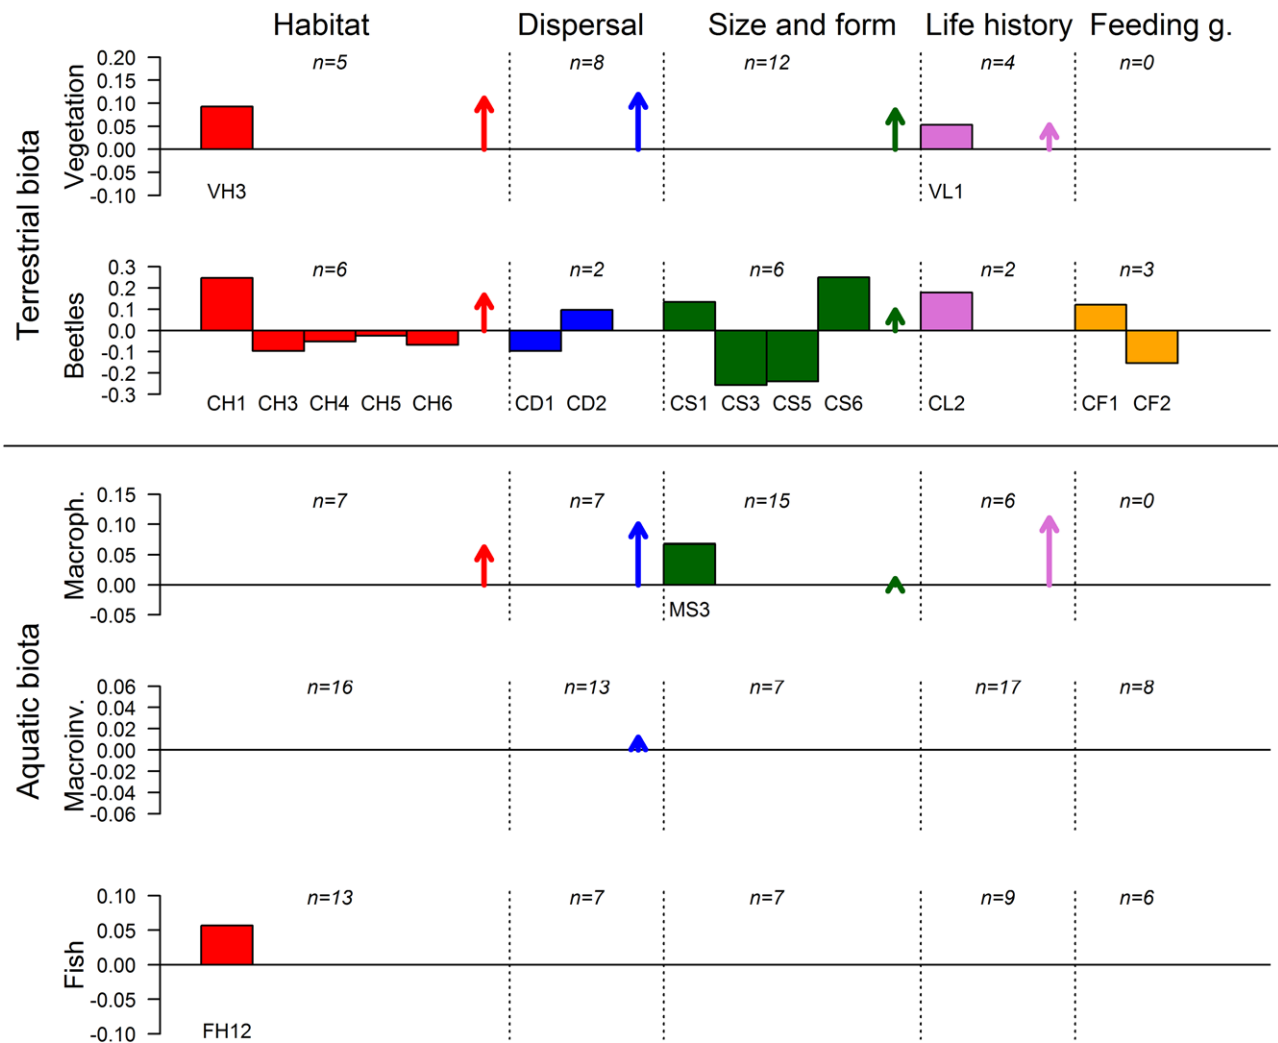 Habitat Dispersal Size and form Life history Feeding g.
Terrestrial biota
Vegetation
n=5 n=8 n=12 n=4 n=0
0.20
0.15
0.10
0.05
0.00
-0.05
-0.10
VH3 VL1
Beetles
n=6 n=2 n=6 n=2 n=3
0.3
0.2
0.1
0.0
-0.1
-0.2
-0.3
CH1 CH3 CH4 CH5 CH6 CD1 CD2 CS1 CS3 CS5 CS6 CL2 CF1 CF2
Aquatic biota
Macroph.
n=7 n=7 n=15 n=6 n=0
0.15
0.10
0.05
0.00
-0.05
MS3
Macroinv.
n=16 n=13 n=7 n=17 n=8
0.06
0.04
0.02
0.00
-0.02
-0.04
-0.06
Fish
n=13 n=7 n=7 n=9 n=6
0.10
0.05
0.00
-0.05
-0.10
FH12